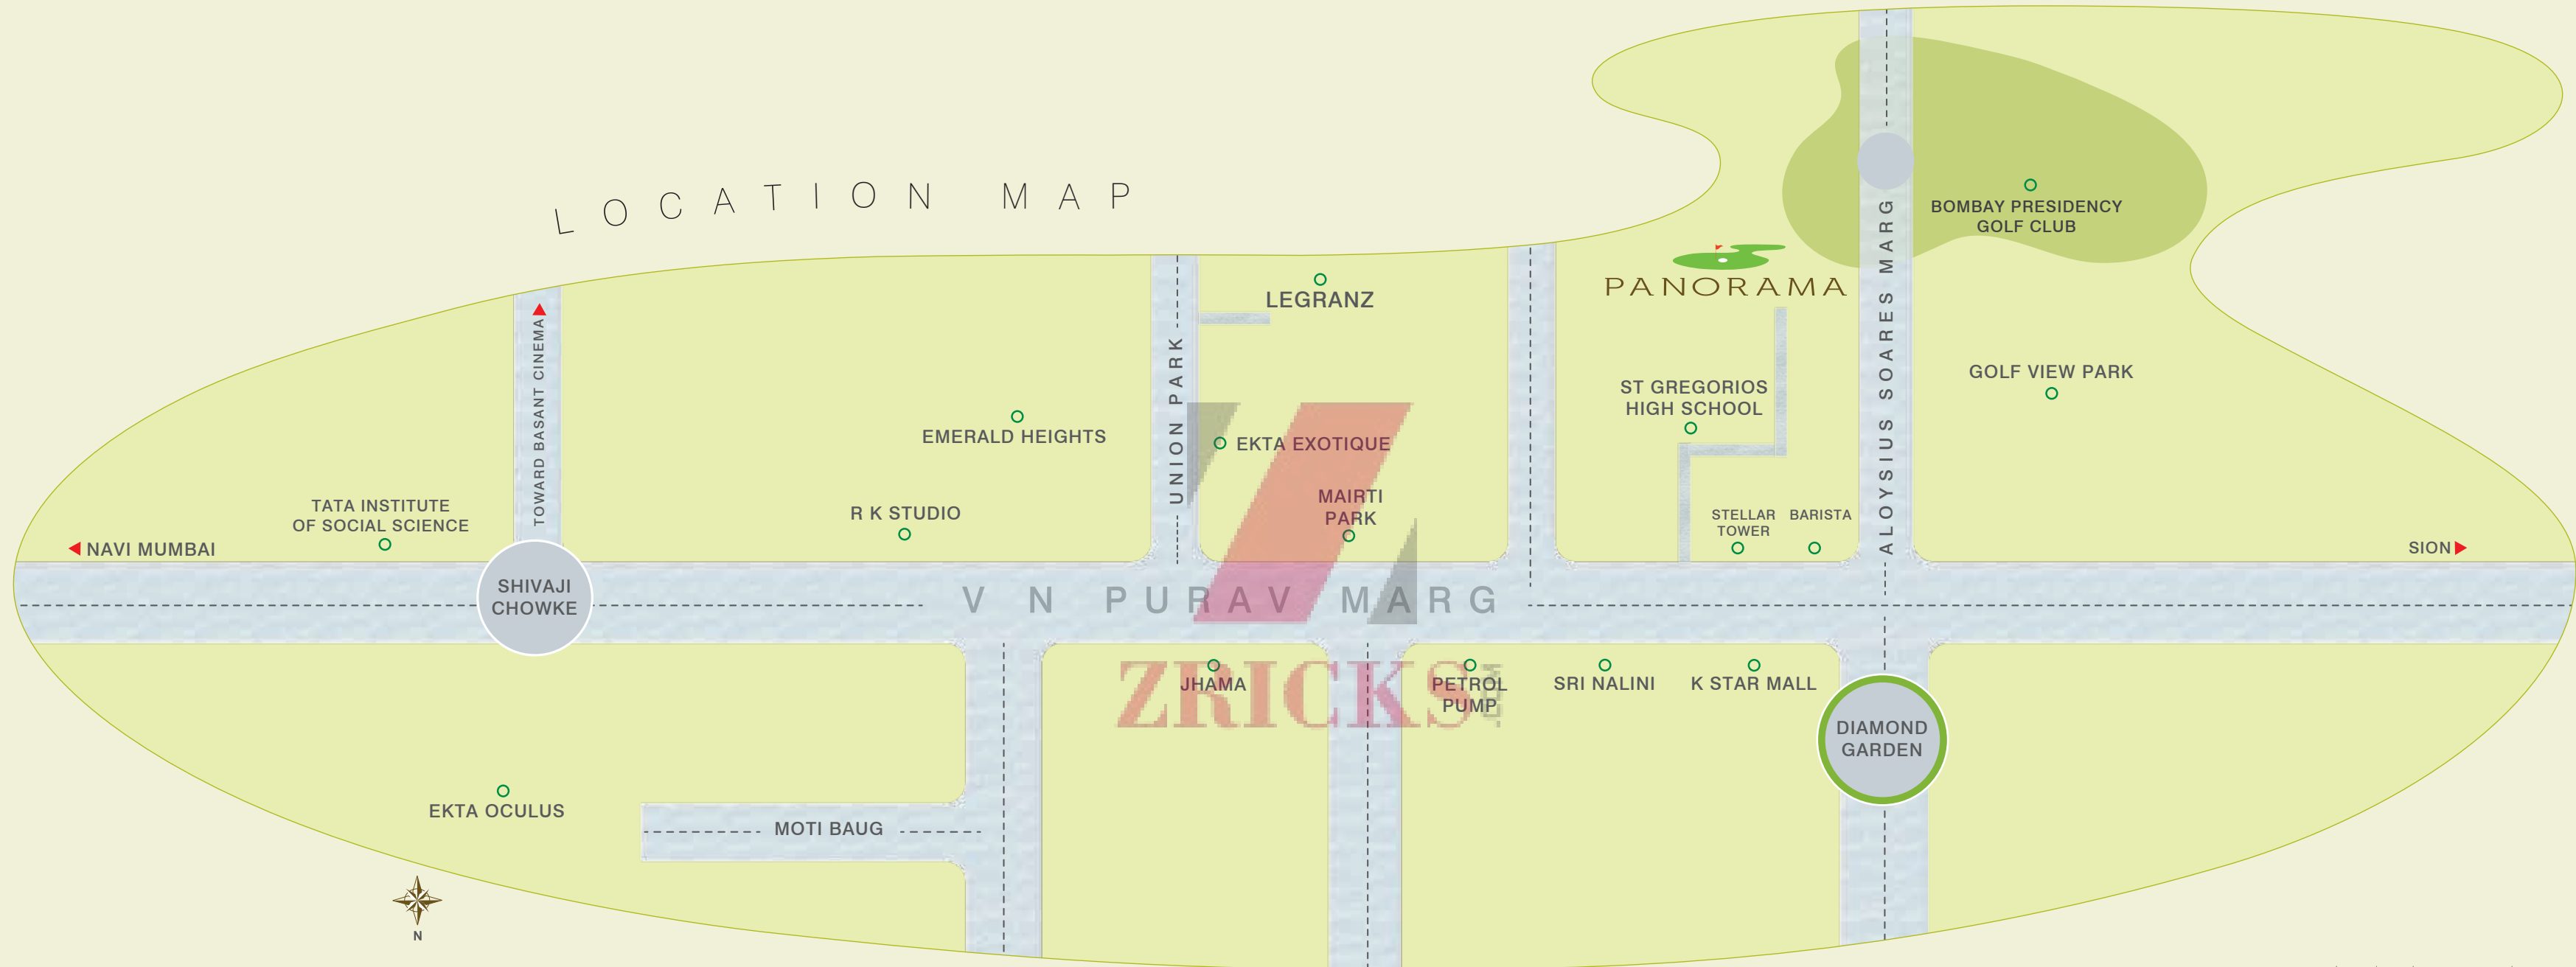 LOCATION MAP
BOMBAY PRESIDENCY
GOLF CLUB
PANORAMA
ALOYSIUS SOARES MARG
LEGRANZ
UNION PARK
TOWARD BASANT CINEMA
GOLF VIEW PARK
ST GREGORIOS
HIGH SCHOOL
EMERALD HEIGHTS
EKTA EXOTIQUE
MAIRTI
PARK
TATA INSTITUTE
OF SOCIAL SCIENCE
R K STUDIO
STELLAR
TOWER
BARISTA
NAVI MUMBAI
SION
SHIVAJI
CHOWKE
V N PURAV MARG
JHAMA
PETROL
PUMP
SRI NALINI
K STAR MALL
ZRICKS
.COM
DIAMOND
GARDEN
EKTA OCULUS
MOTI BAUG
N